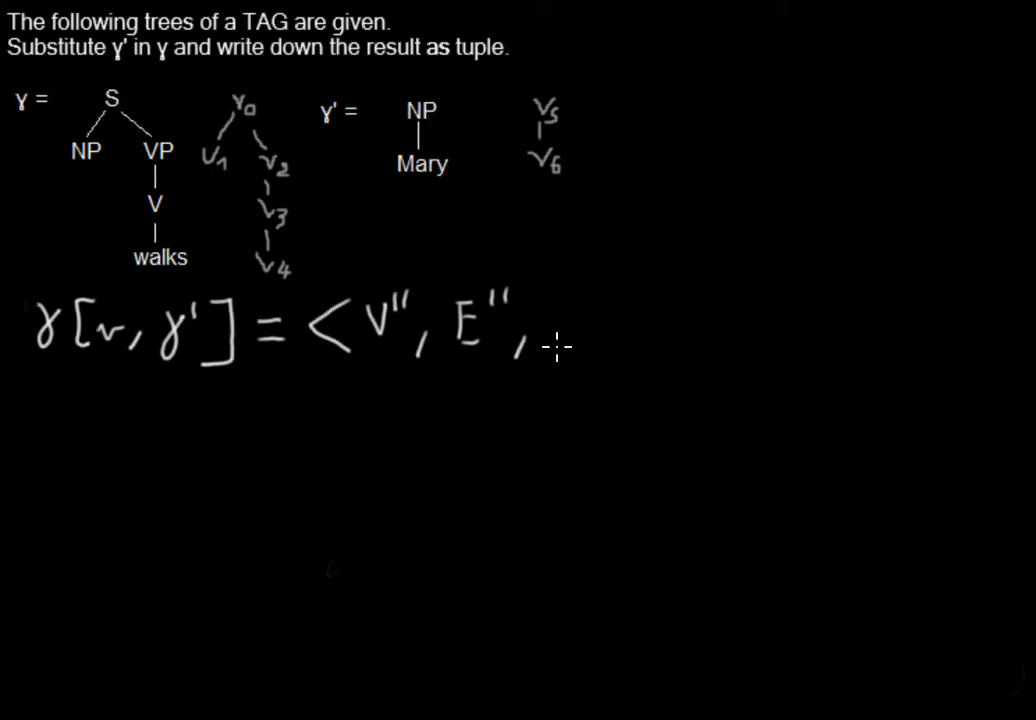 The following trees of a TAG are given.
Substitute γ' in γ and write down the result as tuple.
γ = S v₀ γ' = NP v₅
NP VP v₁ v₂ Mary v₆
V v₃
walks v₄
γ[v, γ'] = < V'', E'',